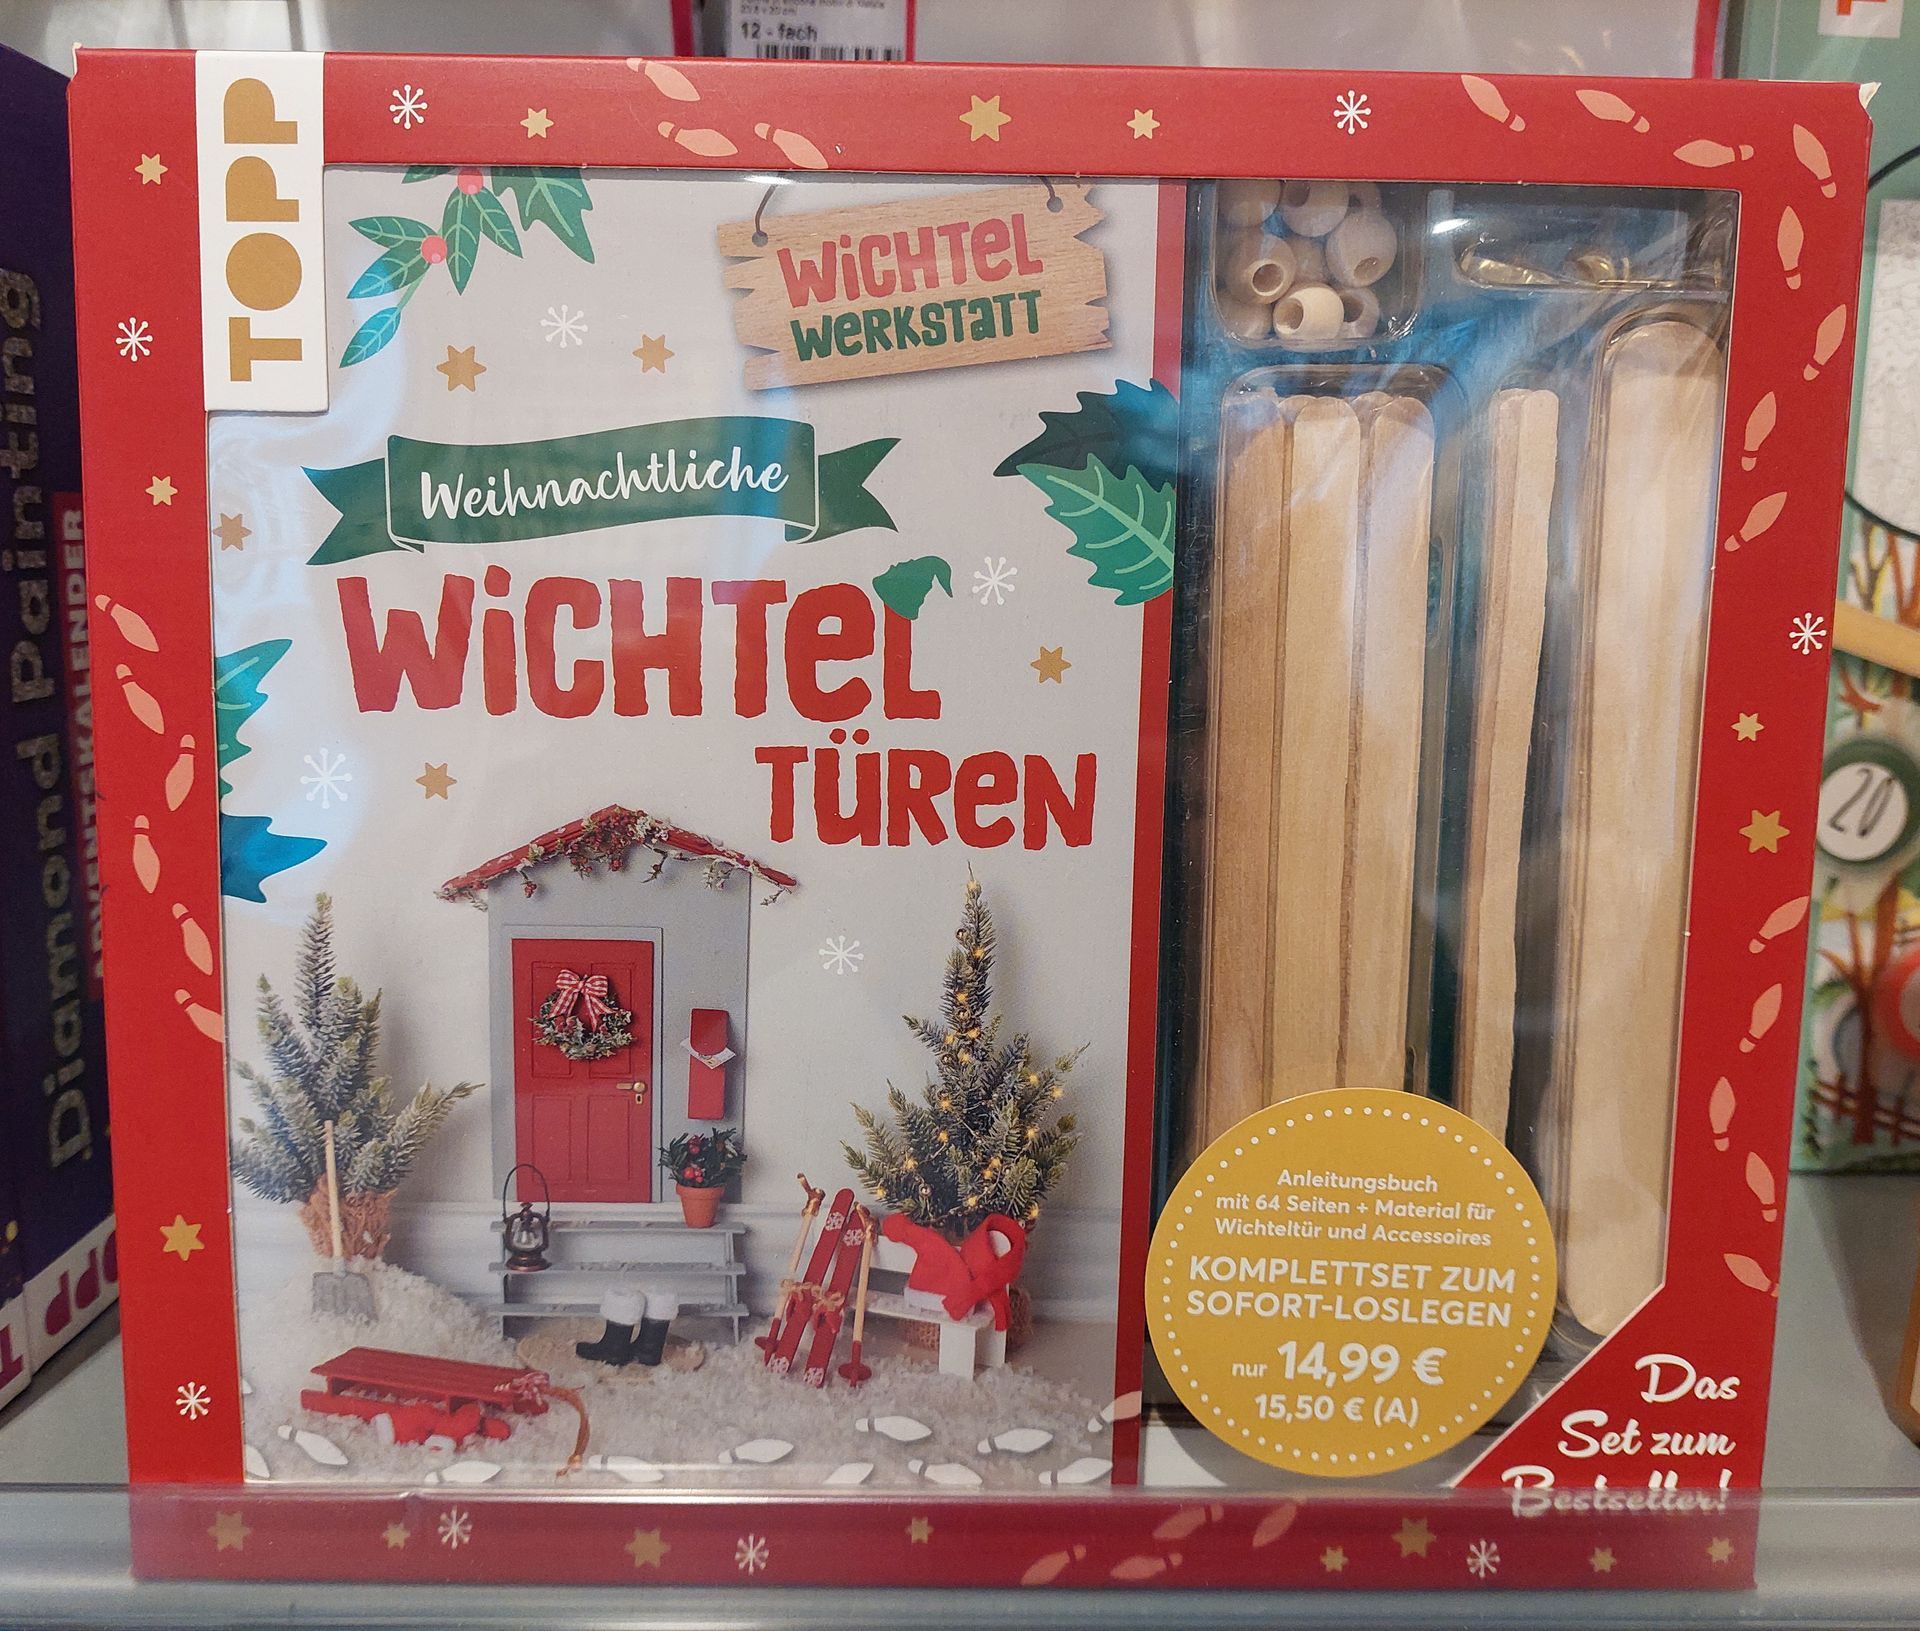 12 - fach
TOPP
WiCHTeL
WeRKSTaTT
Weihnachtliche
WiCHTeL
TÜReN
Anleitungsbuch
mit 64 Seiten + Material für
Wichteltür und Accessoires
KOMPLETTSET ZUM
SOFORT-LOSLEGEN
nur 14,99 €
15,50 € (A)
Das
Set zum
Bestseller!
Diamond Painting
ADVENTSKALENDER
20